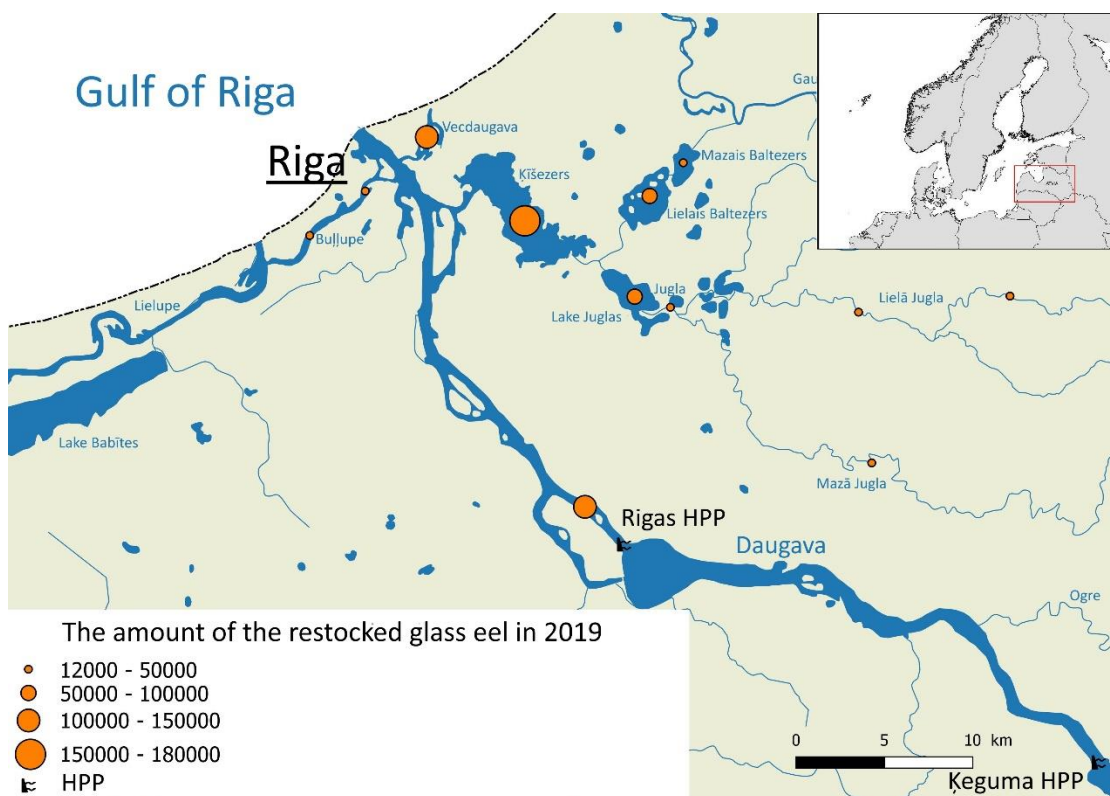 Gulf of Riga
Gau
Vecdaugava
Riga
Mazais Baltezers
Ķīšezers
Lielais Baltezers
Buļļupe
Jugla
Lielā Jugla
Lielupe
Lake Juglas
Lake Babītes
Mazā Jugla
Rigas HPP
Daugava
Ogre
The amount of the restocked glass eel in 2019
12000 - 50000
50000 - 100000
100000 - 150000
150000 - 180000
HPP
0 5 10 km
Ķeguma HPP